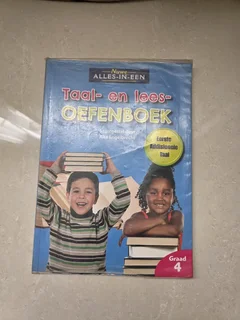 Nuwe
ALLES-IN-EEN
Taal- en lees-
OEFENBOEK
Eerste
Addisionele
Taal
Graad
4